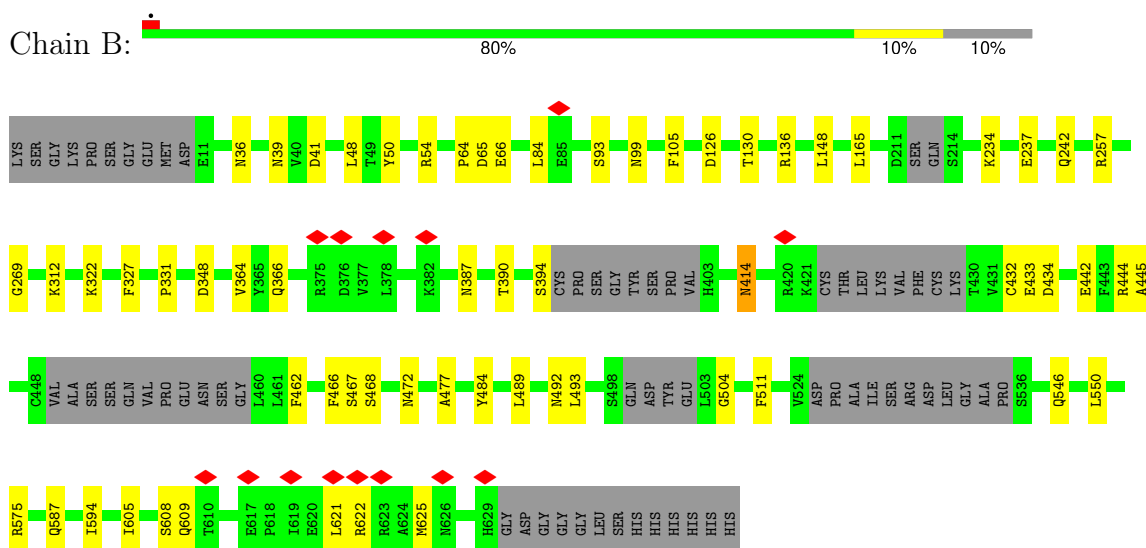 Chain B:
80% 10% 10%
LYS SER GLY LYS PRO SER GLY GLU MET ASP E11 N36 N39 V40 D41 L48 T49 Y50 R54 P64 D65 E66 L84 E85 S93 N99 F105 D126 T130 R136 L148 L165 D211 SER GLN S214 K234 E237 Q242 R257
G269 K312 K322 F327 P331 D348 V364 Y365 Q366 R375 D376 V377 L378 K382 N387 T390 S394 CYS PRO SER GLY TYR SER PRO VAL H403 N414 R420 K421 CYS THR LEU LYS VAL PHE CYS LYS T430 V431 C432 E433 D434 E442 F443 R444 A445
C448 VAL ALA SER SER GLN VAL PRO GLU ASN SER GLY L460 L461 F462 F466 S467 S468 N472 A477 Y484 L489 N492 L493 S498 GLN ASP TYR GLU L503 G504 F511 V524 ASP PRO ALA ILE SER ARG ASP LEU GLY ALA PRO S536 Q546 L550
R575 Q587 I594 I605 S608 Q609 T610 E617 P618 I619 E620 L621 R622 R623 A624 M625 N626 H629 GLY ASP GLY GLY GLY LEU SER HIS HIS HIS HIS HIS HIS